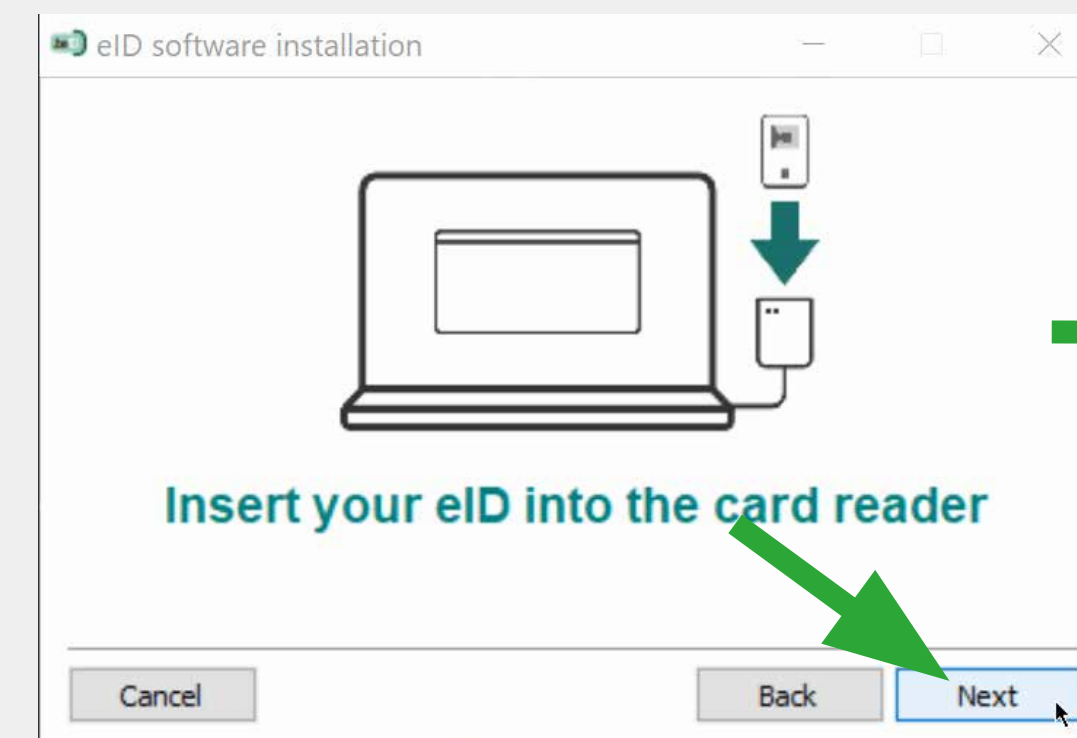 eID software installation
Insert your eID into the card reader
Cancel Back Next